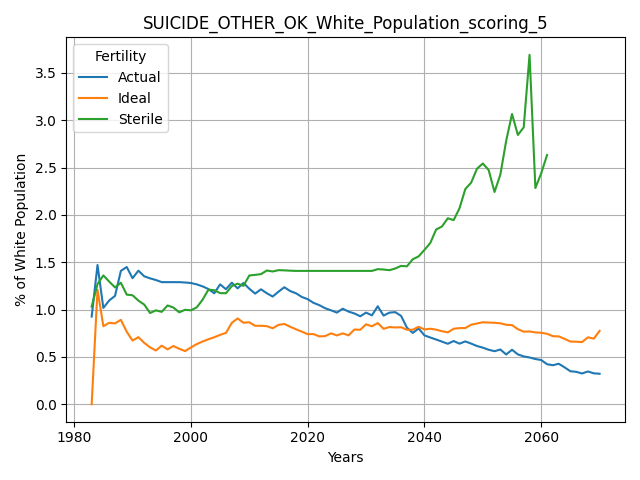 SUICIDE_OTHER_OK_White_Population_scoring_5
Fertility
Actual
Ideal
Sterile
% of White Population
3.5
3.0
2.5
2.0
1.5
1.0
0.5
0.0
1980
2000
2020
2040
2060
Years